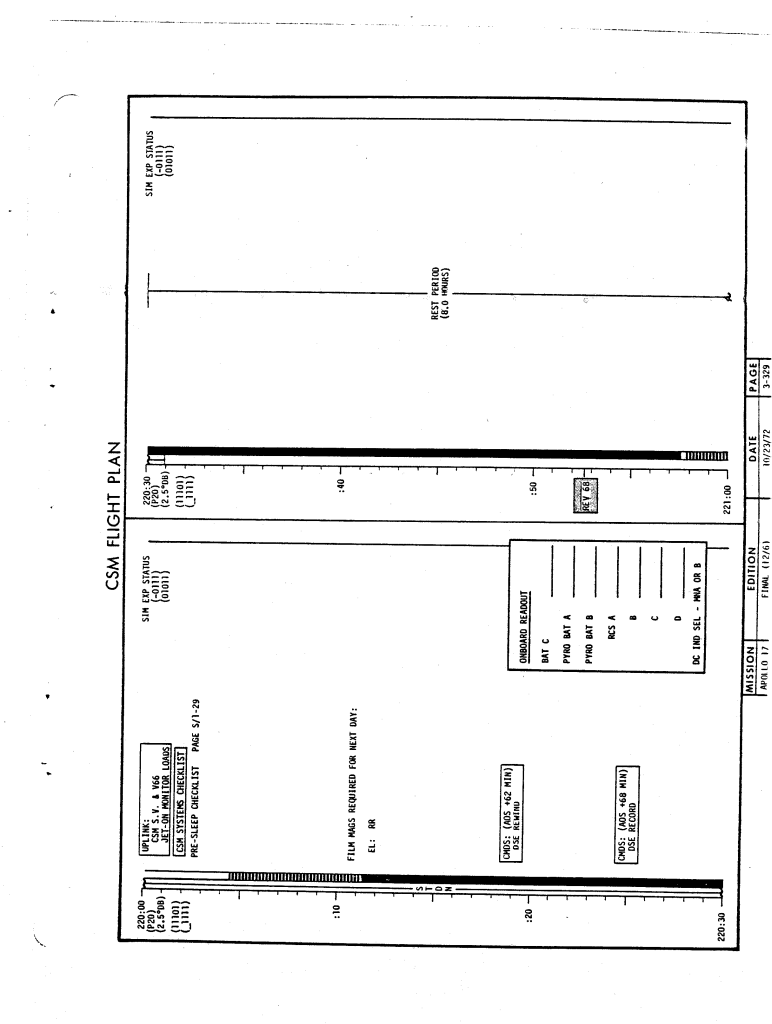 CSM FLIGHT PLAN
220:00
(P20)
(2.5°DB)
(11101)
(_1111)
UPLINK:
CSM S.V. & V66
JET-ON MONITOR LOADS
CSM SYSTEMS CHECKLIST
PRE-SLEEP CHECKLIST PAGE S/1-29
SIM EXP STATUS
(-0111)
(01011)
:10
FILM MAGS REQUIRED FOR NEXT DAY:
EL: RR
STDN
:20
CMDS: (AOS +62 MIN)
DSE REWIND
CMDS: (AOS +68 MIN)
DSE RECORD
ONBOARD READOUT
BAT C
PYRO BAT A
PYRO BAT B
RCS A
B
C
D
DC IND SEL - MNA OR B
220:30
220:30
(P20)
(2.5°DB)
(11101)
(_1111)
SIM EXP STATUS
(-0111)
(01011)
:40
REST PERIOD
(8.0 HOURS)
:50
REV 68
221:00
MISSION EDITION DATE PAGE
APOLLO 17 FINAL (12/6) 10/23/72 3-329